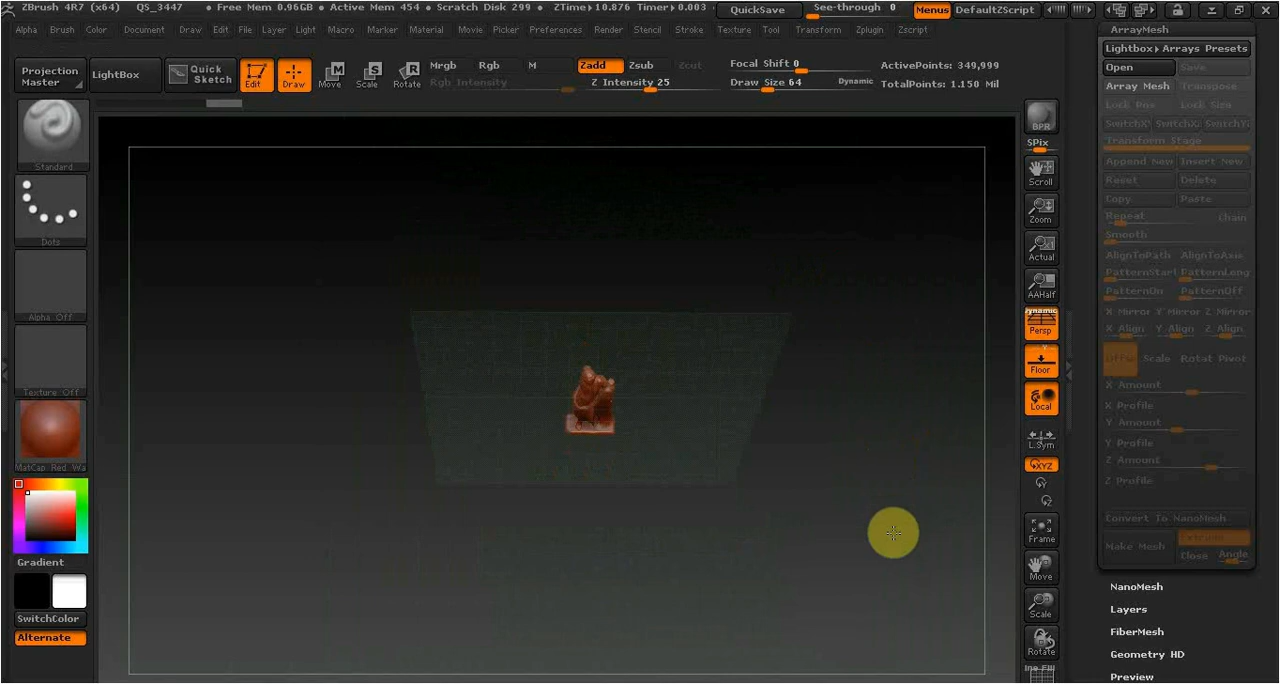 ZBrush 4R7 (x64) QS_3447 • Free Mem 0.96GB • Active Mem 454 • Scratch Disk 299 • ZTime▸10.876 Timer▸0.003 QuickSave See-through 0 Menus DefaultZScript
Alpha Brush Color Document Draw Edit File Layer Light Macro Marker Material Movie Picker Preferences Render Stencil Stroke Texture Tool Transform Zplugin Zscript
ArrayMesh
Lightbox▸Arrays Presets
Open Save
Array Mesh Transpose
Lock Pos Lock Size
Transform Stage
Append New Insert New
Reset Delete
Copy Paste
Repeat Chain
Smooth
AlignToPath AlignToAxis
PatternStart PatternLong
PatternOn PatternOff
X Mirror Y Mirror Z Mirror
X Align Y Align Z Align
Scale Rotat Pivot
X Amount
X Profile
Y Amount
Y Profile
Z Amount
Z Profile
Convert To NanoMesh
Extrude
Make Mesh
Close Angle
NanoMesh
Layers
FiberMesh
Geometry HD
Preview
Projection
Master
LightBox
Quick
Sketch
Edit
Draw
Move
Scale
Rotate
Mrgb Rgb M
Rgb Intensity
Zadd Zsub Zcut
Z Intensity 25
Focal Shift 0
Draw Size 64 Dynamic
ActivePoints: 349,999
TotalPoints: 1.150 Mil
Standard
Dots
Alpha Off
Texture Off
MatCap Red Wa
Gradient
SwitchColor
Alternate
BPR
SPix
Scroll
Zoom
Actual
AAHalf
Dynamic
Persp
Floor
Local
L.Sym
XYZ
Frame
Move
Scale
Rotate